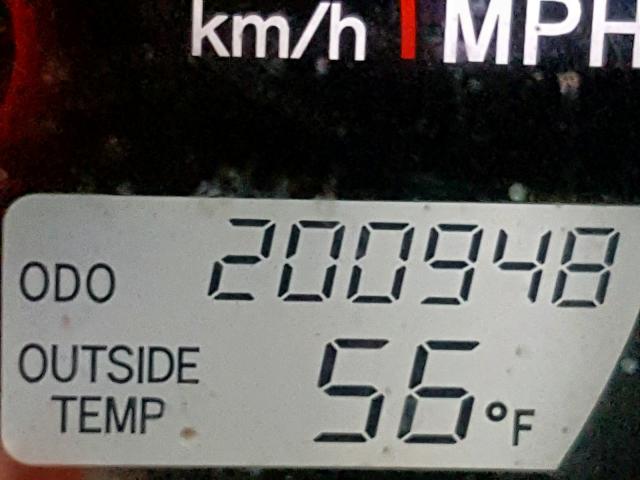 km/h MPH
ODO 200948
OUTSIDE TEMP 56°F